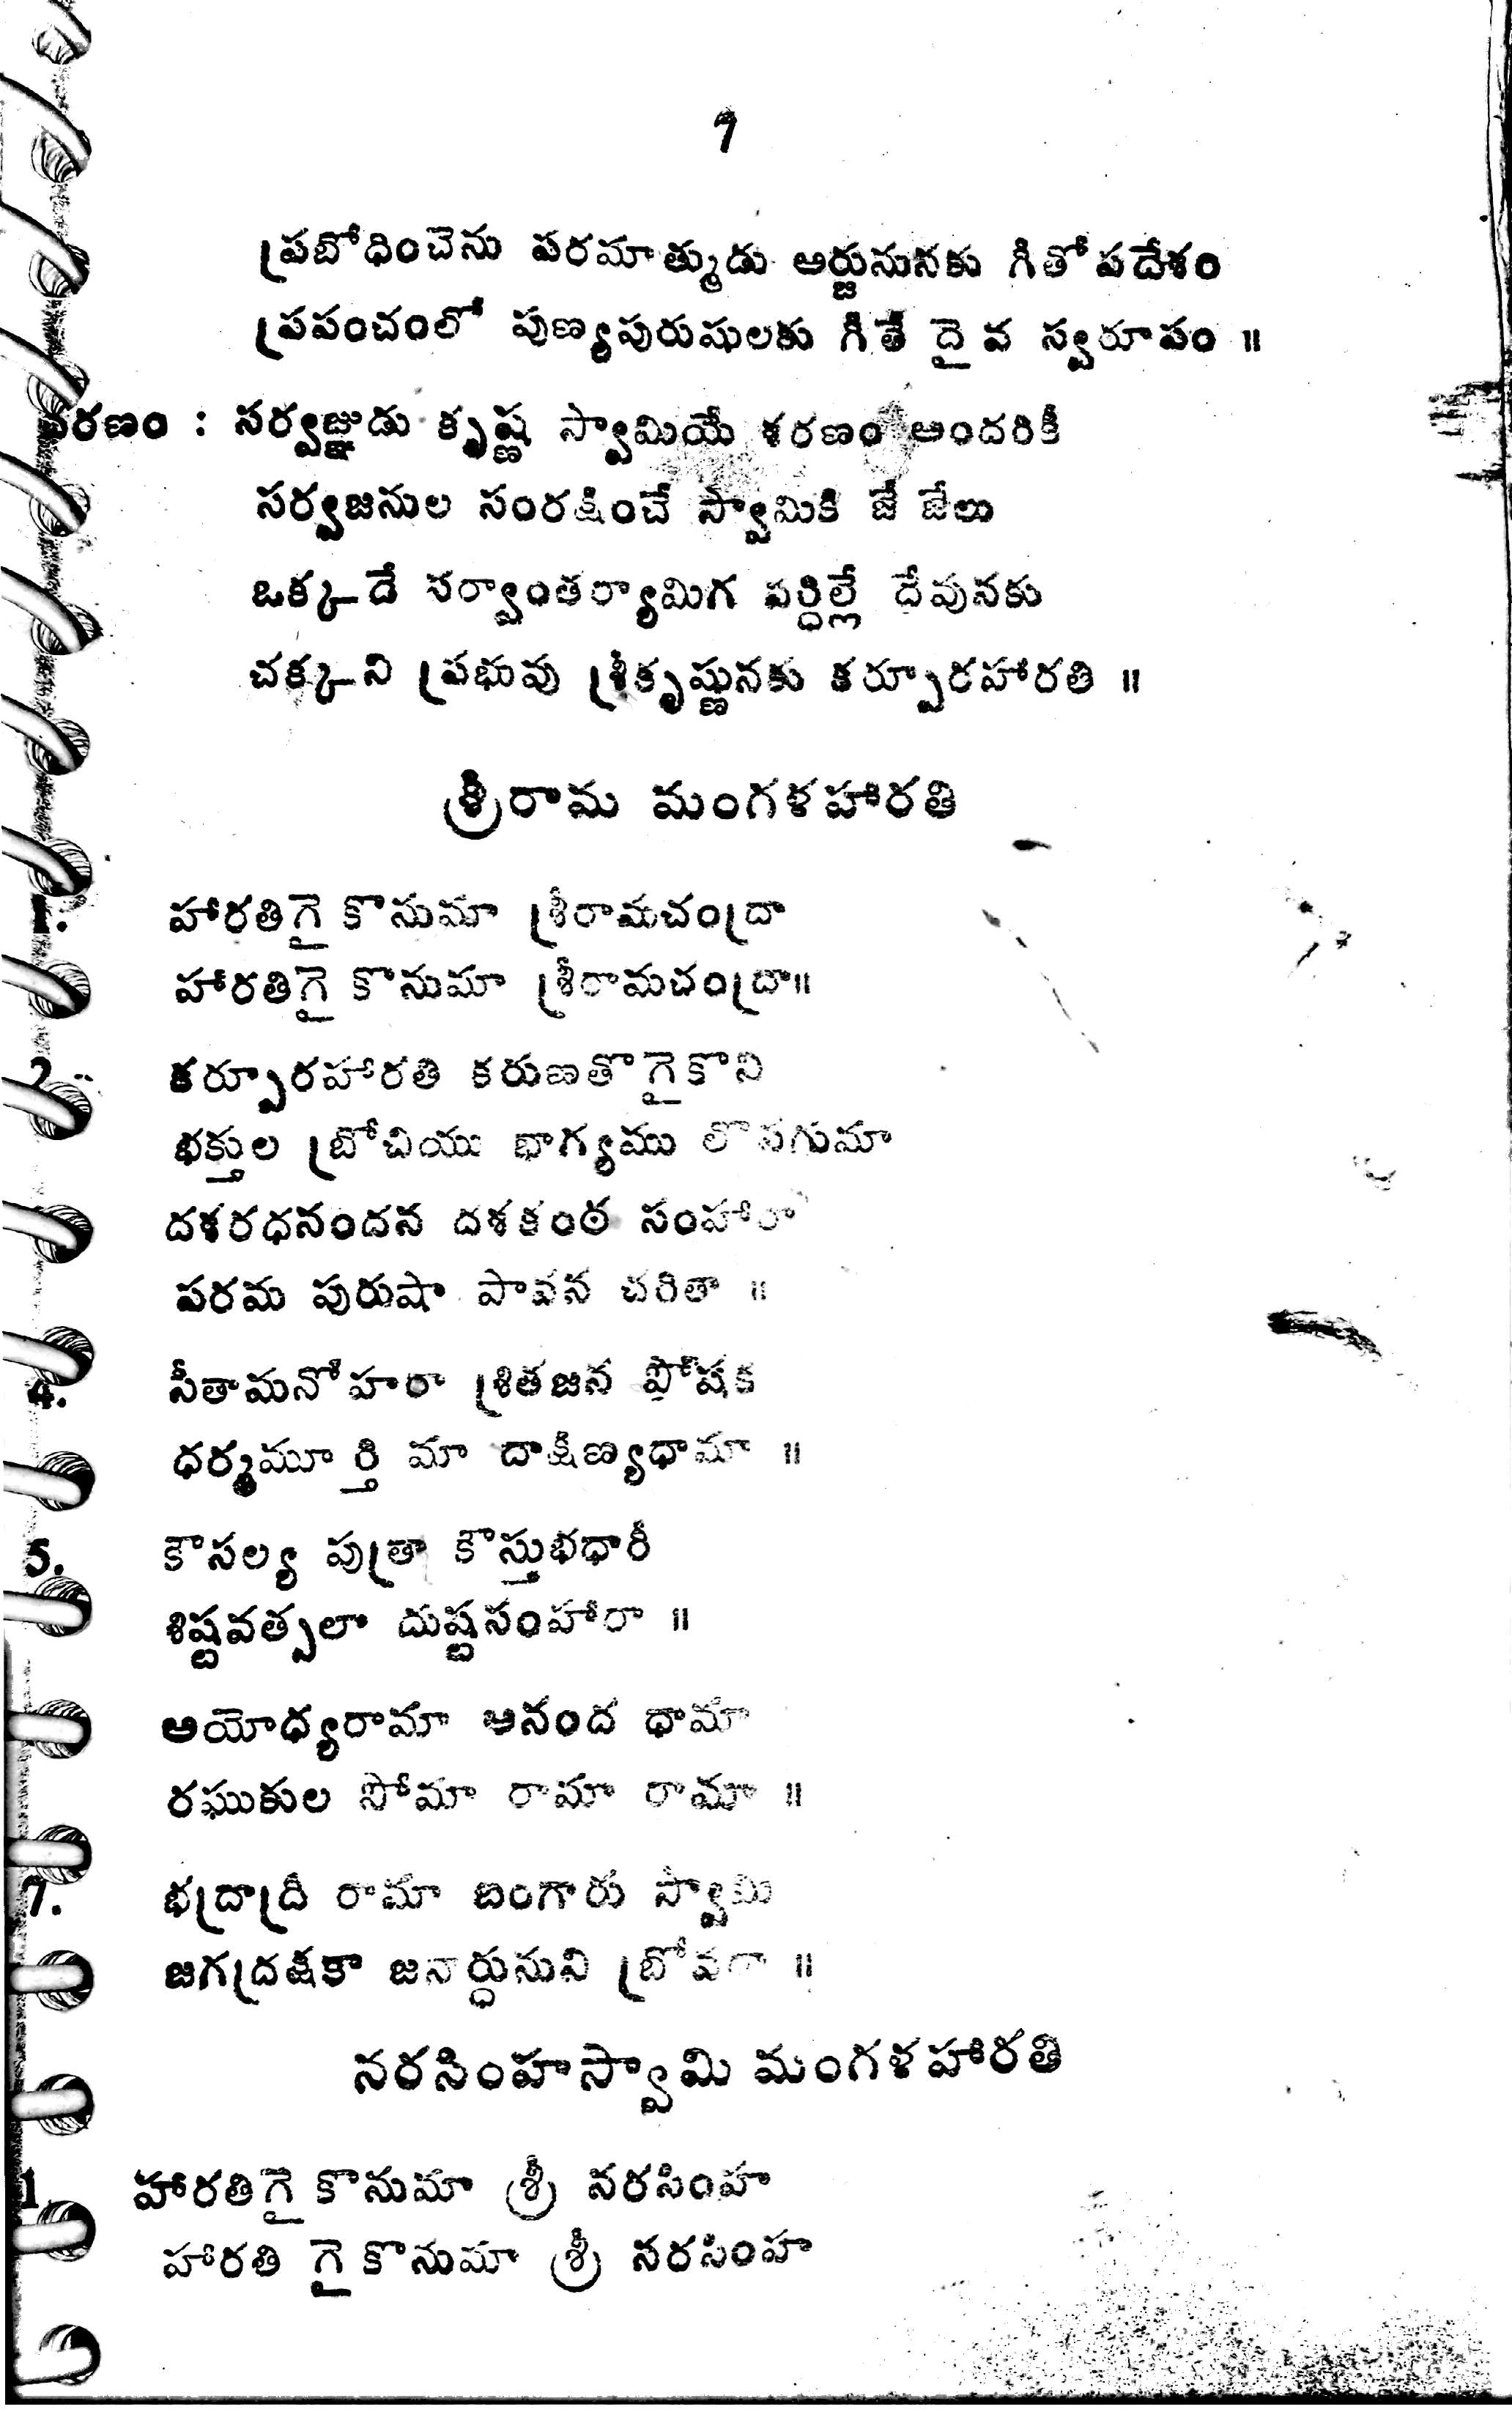 7
ప్రబోధించెను పరమాత్ముడు అర్జునునకు గీతోపదేశం
ప్రపంచంలో పుణ్యపురుషులకు గీతే దైవ స్వరూపం ॥
చరణం : సర్వజ్ఞుడు కృష్ణ స్వామియే శరణం అందరికీ
సర్వజనుల సంరక్షించే స్వామికి జే జేలు
ఒక్కడే సర్వాంతర్యామిగ వర్ధిల్లే దేవునకు
చక్కని ప్రభువు శ్రీకృష్ణునకు కర్పూరహారతి ॥
శ్రీరామ మంగళహారతి
1. హారతిగై కొనుమా శ్రీరామచంద్రా
హారతిగై కొనుమా శ్రీరామచంద్రా॥
2. కర్పూరహారతి కరుణతొగైకొని
భక్తుల బ్రోచియు భాగ్యము లొసగుమా
దశరధనందన దశకంఠ సంహారా
పరమ పురుషా పావన చరితా ॥
4. సీతామనోహరా శ్రితజన పోషక
ధర్మమూర్తి మా దాక్షిణ్యధామా ॥
5. కౌసల్య పుత్రా కౌస్తుభధారీ
శిష్టవత్సలా దుష్టసంహారా ॥
అయోధ్యరామా ఆనంద ధామా
రఘుకుల సోమా రామా రామా ॥
7. భద్రాద్రీ రామా బంగారు స్వామి
జగద్రక్షకా జనార్ధునుని బ్రోవగా ॥
నరసింహస్వామి మంగళహారతి
1. హారతిగై కొనుమా శ్రీ నరసింహ
హారతి గై కొనుమా శ్రీ నరసింహ